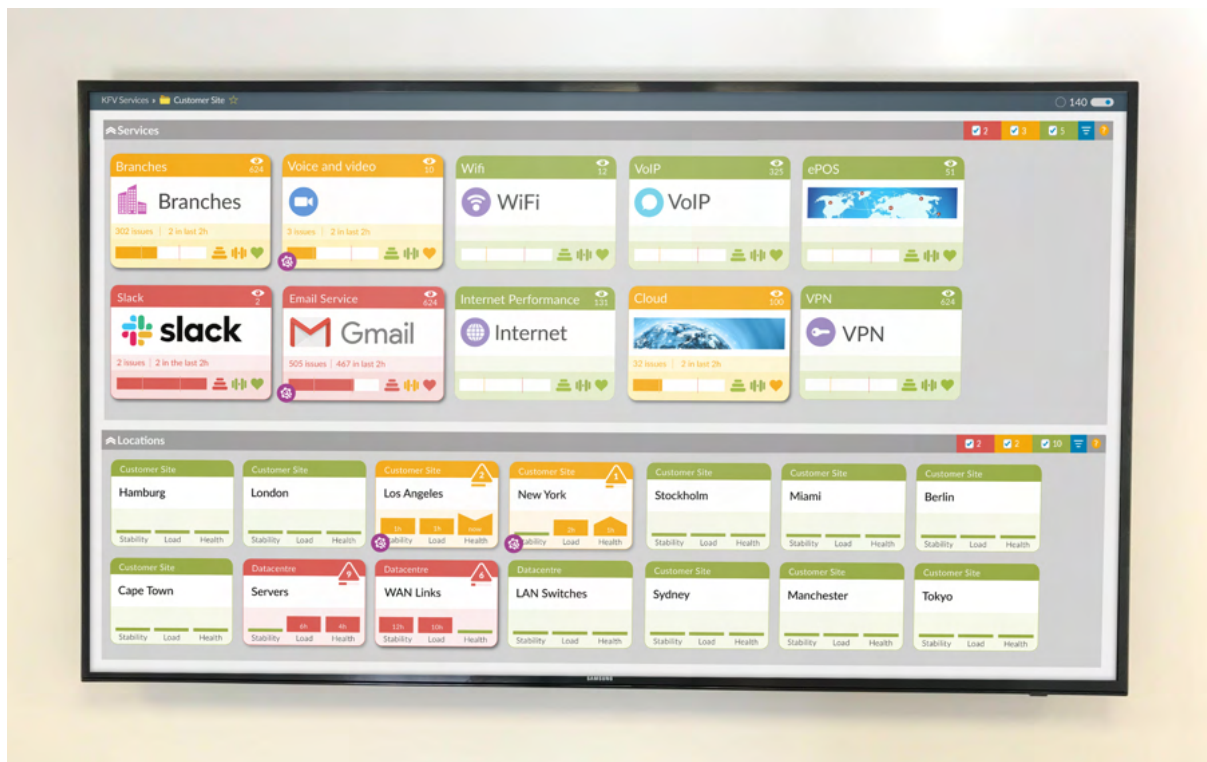 KFV Services › Customer Site
140
Services
2 3 5 ?
Branches 624
Branches
302 issues | 2 in last 2h
Voice and video 10
3 issues | 2 in last 2h
Wifi 12
WiFi
VoIP 325
VoIP
ePOS 51
Slack 2
slack
2 issues | 2 in the last 2h
Email Service 624
Gmail
505 issues | 467 in last 2h
Internet Performance 131
Internet
Cloud 100
32 issues | 2 in last 2h
VPN 624
VPN
Locations
2 2 10 ?
Customer Site
Hamburg
Stability Load Health
Customer Site
London
Stability Load Health
Customer Site 2
Los Angeles
1h 1h now
ability Load Health
Customer Site 1
New York
2h 5h
ability Load Health
Customer Site
Stockholm
Stability Load Health
Customer Site
Miami
Stability Load Health
Customer Site
Berlin
Stability Load Health
Customer Site
Cape Town
Stability Load Health
Datacentre 9
Servers
6h 4h
Stability Load Health
Datacentre 6
WAN Links
12h 10h
Stability Load Health
Datacentre
LAN Switches
Stability Load Health
Customer Site
Sydney
Stability Load Health
Customer Site
Manchester
Stability Load Health
Customer Site
Tokyo
Stability Load Health
SAMSUNG